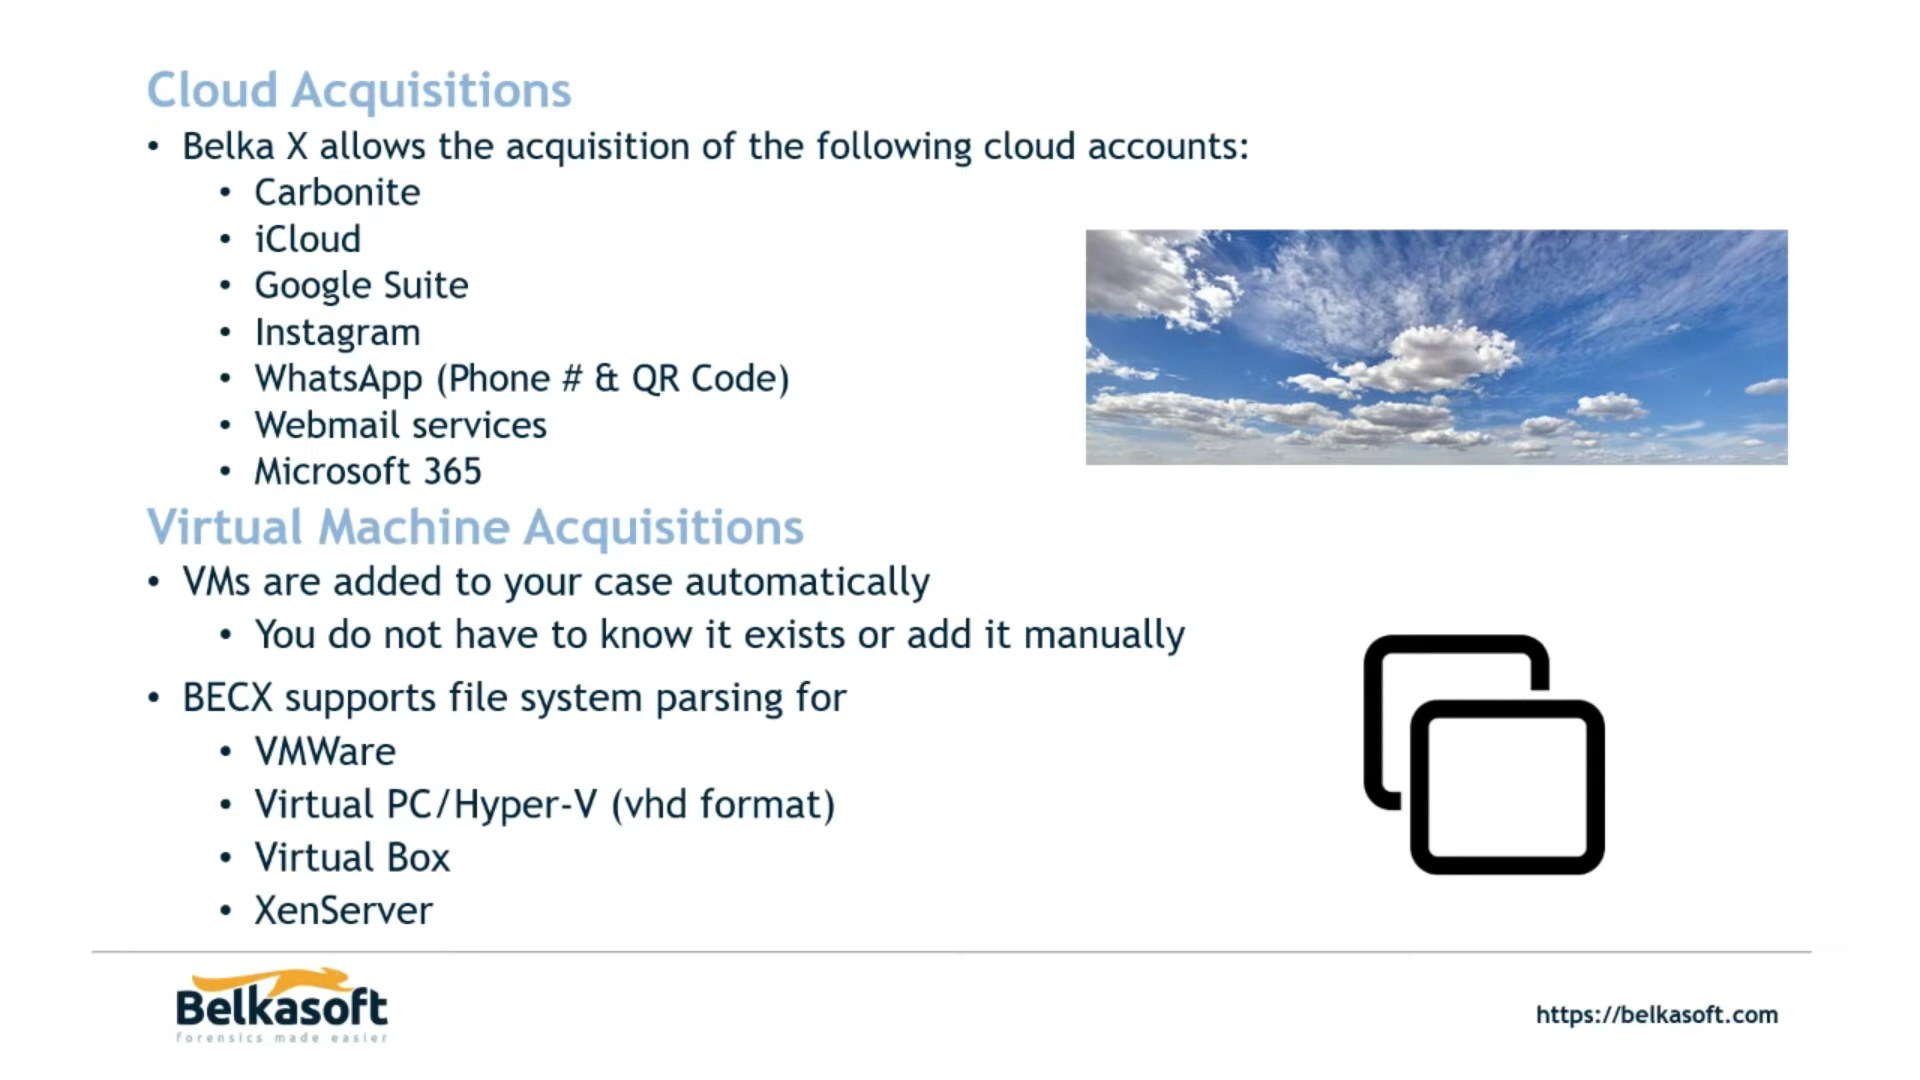 Cloud Acquisitions
• Belka X allows the acquisition of the following cloud accounts:
• Carbonite
• iCloud
• Google Suite
• Instagram
• WhatsApp (Phone # & QR Code)
• Webmail services
• Microsoft 365
Virtual Machine Acquisitions
• VMs are added to your case automatically
• You do not have to know it exists or add it manually
• BECX supports file system parsing for
• VMWare
• Virtual PC/Hyper-V (vhd format)
• Virtual Box
• XenServer
Belkasoft
forensics made easier
https://belkasoft.com